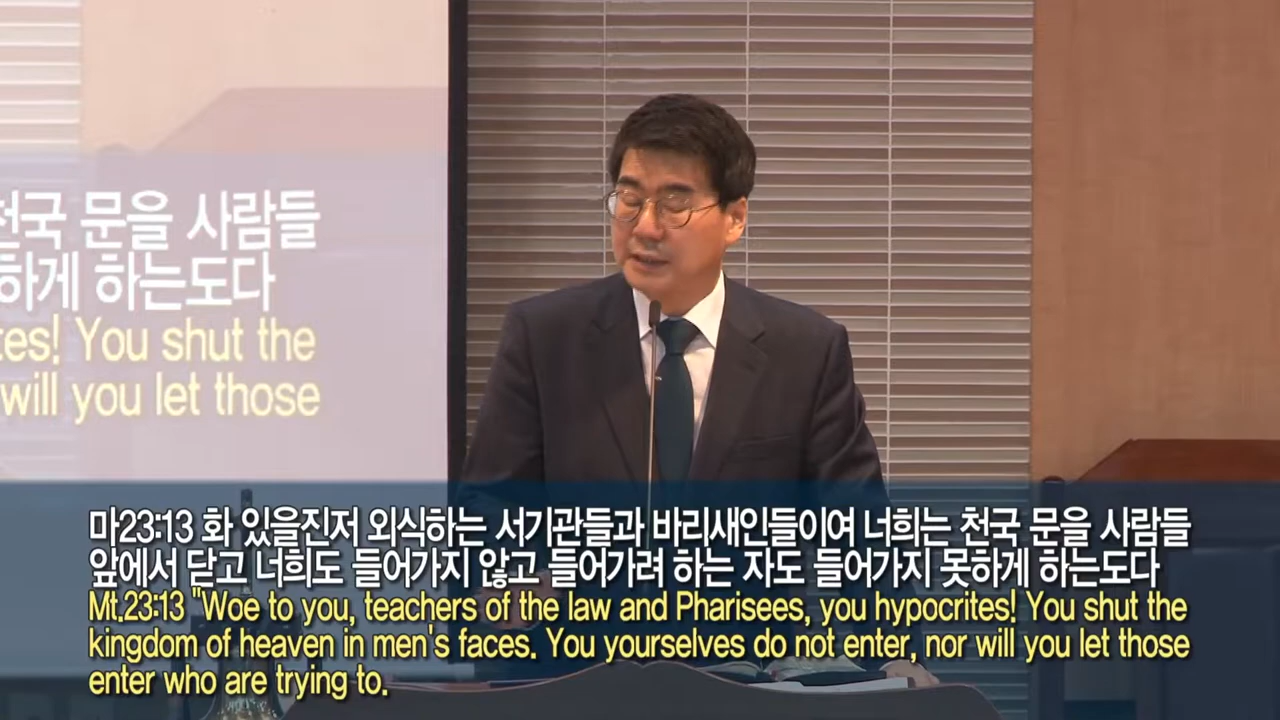 천국 문을 사람들
하게 하는도다
tes! You shut the
will you let those
마23:13 화 있을진저 외식하는 서기관들과 바리새인들이여 너희는 천국 문을 사람들
앞에서 닫고 너희도 들어가지 않고 들어가려 하는 자도 들어가지 못하게 하는도다
Mt.23:13 "Woe to you, teachers of the law and Pharisees, you hypocrites! You shut the
kingdom of heaven in men's faces. You yourselves do not enter, nor will you let those
enter who are trying to.